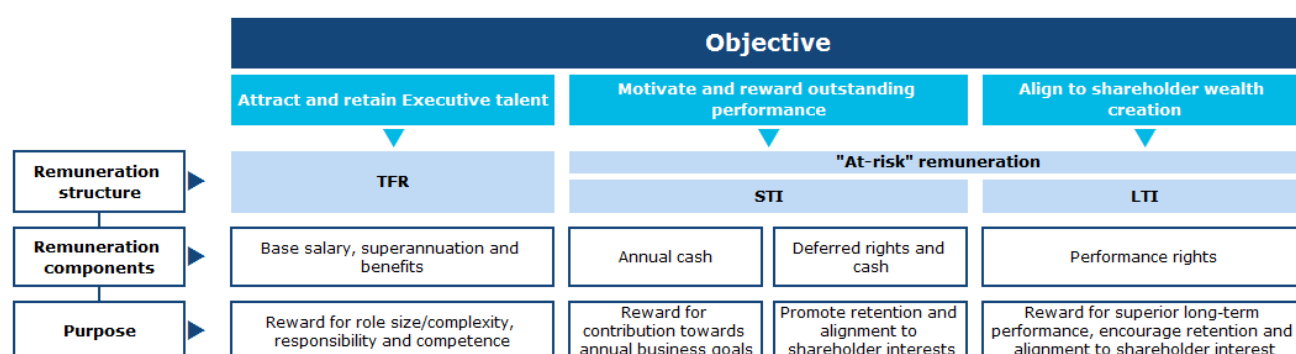 Objective
Attract and retain Executive talent
Motivate and reward outstanding
performance
Align to shareholder wealth
creation
Remuneration
structure
TFR
"At-risk" remuneration
STI
LTI
Remuneration
components
Base salary, superannuation and
benefits
Annual cash
Deferred rights and
cash
Performance rights
Purpose
Reward for role size/complexity,
responsibility and competence
Reward for
contribution towards
annual business goals
Promote retention and
alignment to
shareholder interests
Reward for superior long-term
performance, encourage retention and
alignment to shareholder interest